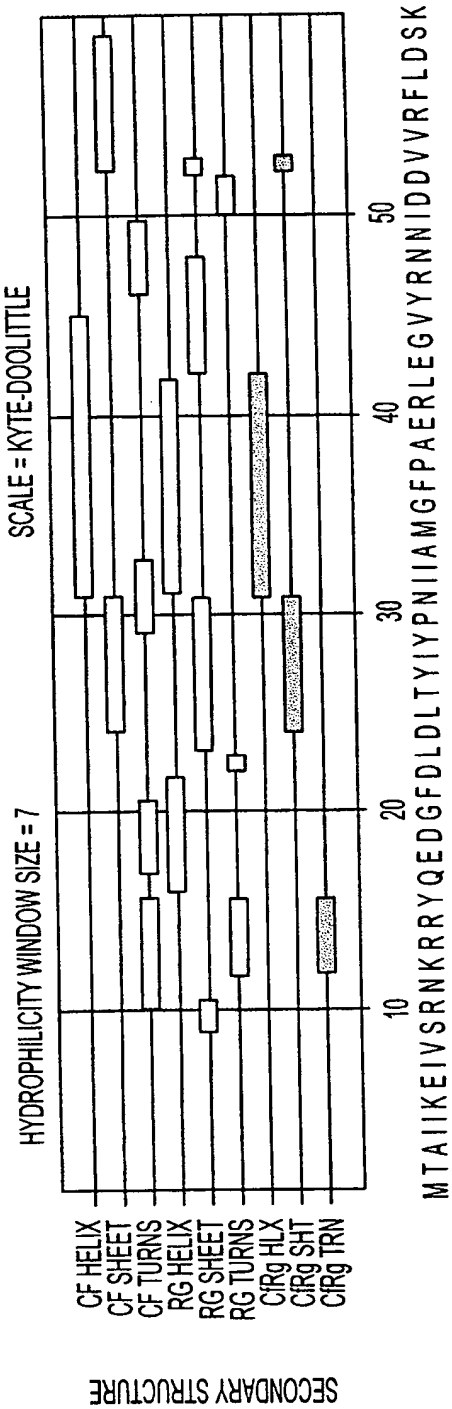 HYDROPHILICITY WINDOW SIZE = 7
SCALE = KYTE-DOOLITTLE
SECONDARY STRUCTURE
CF HELIX
CF SHEET
CF TURNS
RG HELIX
RG SHEET
RG TURNS
CfRg HLX
CfRg SHT
CfRg TRN
10 20 30 40 50
MTAIIKEIVSRNKRRYQEDGFDLDLTYIYPNIIAMGFPAERLEGVYRNNIDDVVRFLDSK